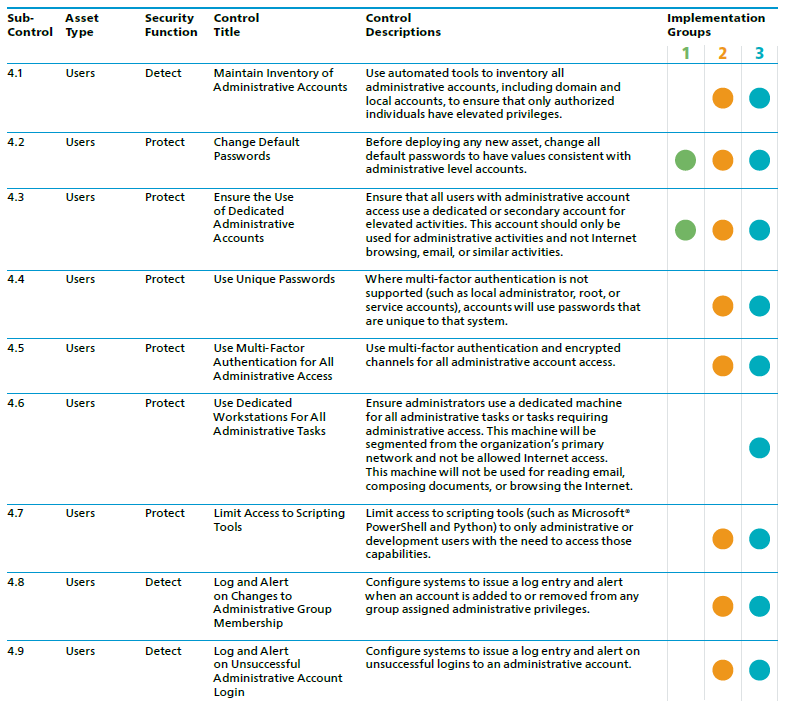 Sub- Asset Security Control Control Implementation
Control Type Function Title Descriptions Groups
1 2 3
4.1 Users Detect Maintain Inventory of Use automated tools to inventory all
Administrative Accounts administrative accounts, including domain and
local accounts, to ensure that only authorized
individuals have elevated privileges.
4.2 Users Protect Change Default Before deploying any new asset, change all
Passwords default passwords to have values consistent with
administrative level accounts.
4.3 Users Protect Ensure the Use Ensure that all users with administrative account
of Dedicated access use a dedicated or secondary account for
Administrative elevated activities. This account should only be
Accounts used for administrative activities and not Internet
browsing, email, or similar activities.
4.4 Users Protect Use Unique Passwords Where multi-factor authentication is not
supported (such as local administrator, root, or
service accounts), accounts will use passwords that
are unique to that system.
4.5 Users Protect Use Multi-Factor Use multi-factor authentication and encrypted
Authentication for All channels for all administrative account access.
Administrative Access
4.6 Users Protect Use Dedicated Ensure administrators use a dedicated machine
Workstations For All for all administrative tasks or tasks requiring
Administrative Tasks administrative access. This machine will be
segmented from the organization's primary
network and not be allowed Internet access.
This machine will not be used for reading email,
composing documents, or browsing the Internet.
4.7 Users Protect Limit Access to Scripting Limit access to scripting tools (such as Microsoft®
Tools PowerShell and Python) to only administrative or
development users with the need to access those
capabilities.
4.8 Users Detect Log and Alert Configure systems to issue a log entry and alert
on Changes to when an account is added to or removed from any
Administrative Group group assigned administrative privileges.
Membership
4.9 Users Detect Log and Alert Configure systems to issue a log entry and alert on
on Unsuccessful unsuccessful logins to an administrative account.
Administrative Account
Login